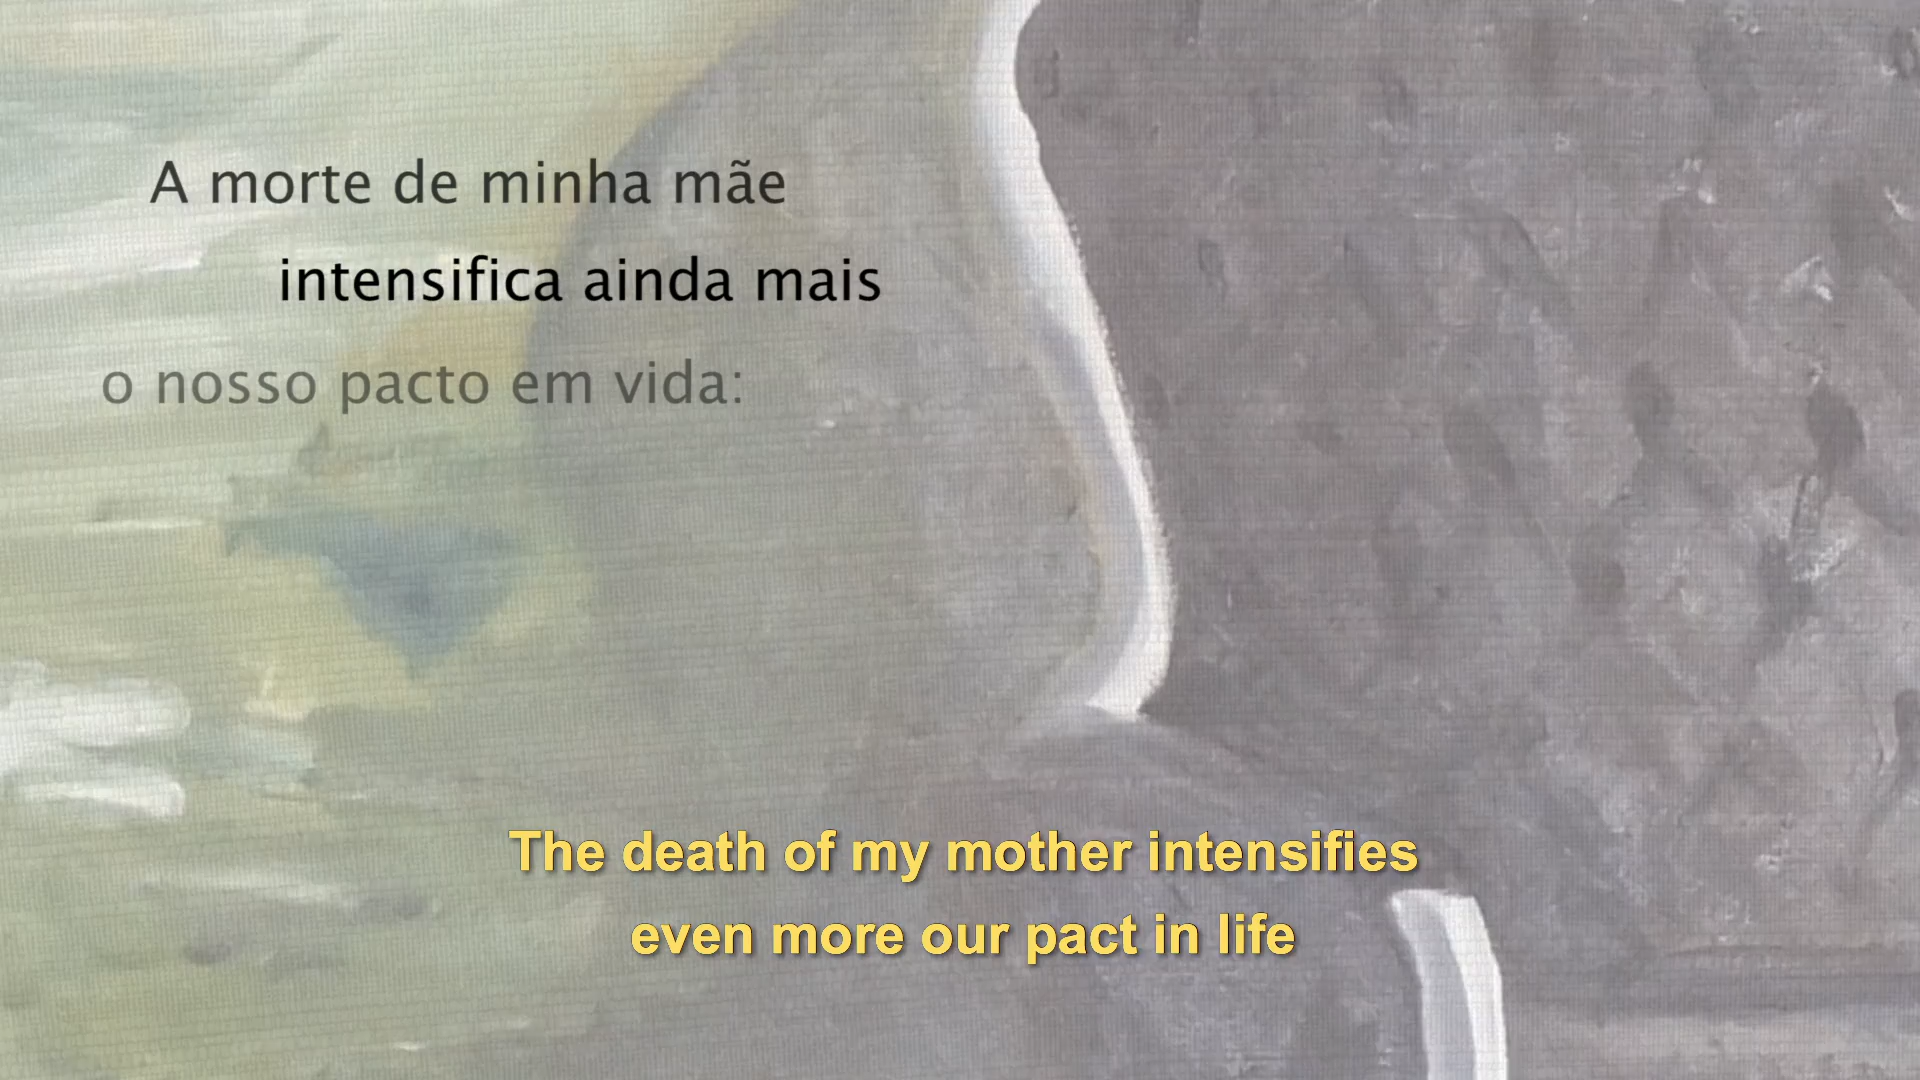 A morte de minha mãe
intensifica ainda mais
o nosso pacto em vida:
The death of my mother intensifies
even more our pact in life